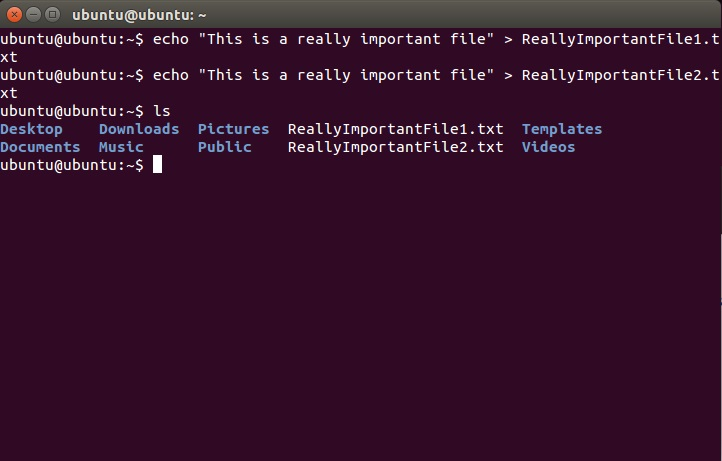 ubuntu@ubuntu: ~
ubuntu@ubuntu:~$ echo "This is a really important file" > ReallyImportantFile1.t
xt
ubuntu@ubuntu:~$ echo "This is a really important file" > ReallyImportantFile2.t
xt
ubuntu@ubuntu:~$ ls
Desktop    Downloads  Pictures  ReallyImportantFile1.txt  Templates
Documents  Music      Public    ReallyImportantFile2.txt  Videos
ubuntu@ubuntu:~$